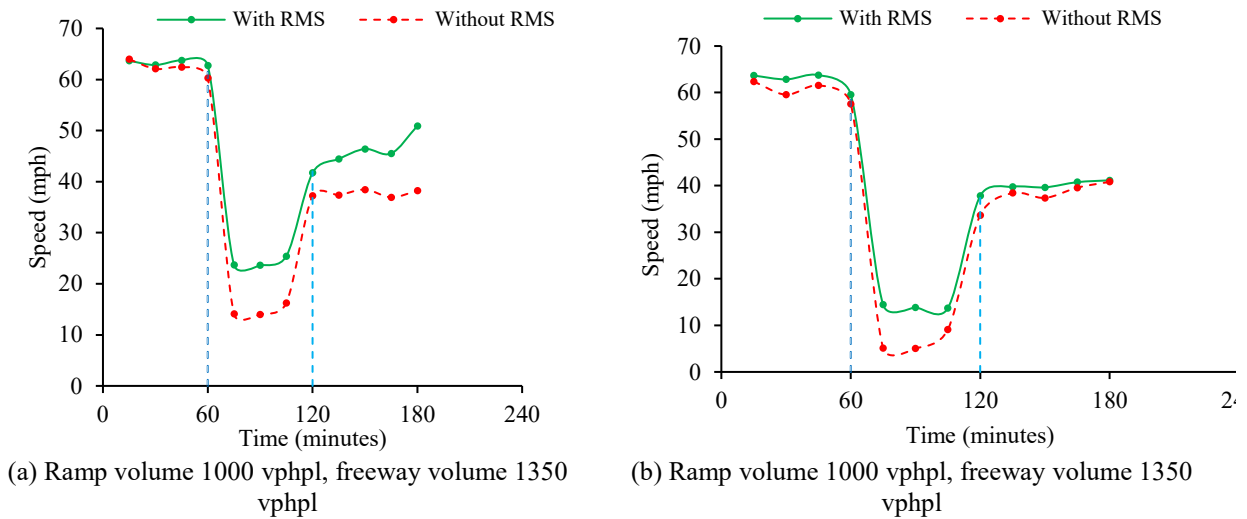 With RMS Without RMS
70
60
50
40
30
20
10
0
Speed (mph)
0 60 120 180 240
Time (minutes)
(a) Ramp volume 1000 vphpl, freeway volume 1350
vphpl
With RMS Without RMS
70
60
50
40
30
20
10
0
Speed (mph)
0 60 120 180 24
Time (minutes)
(b) Ramp volume 1000 vphpl, freeway volume 1350
vphpl